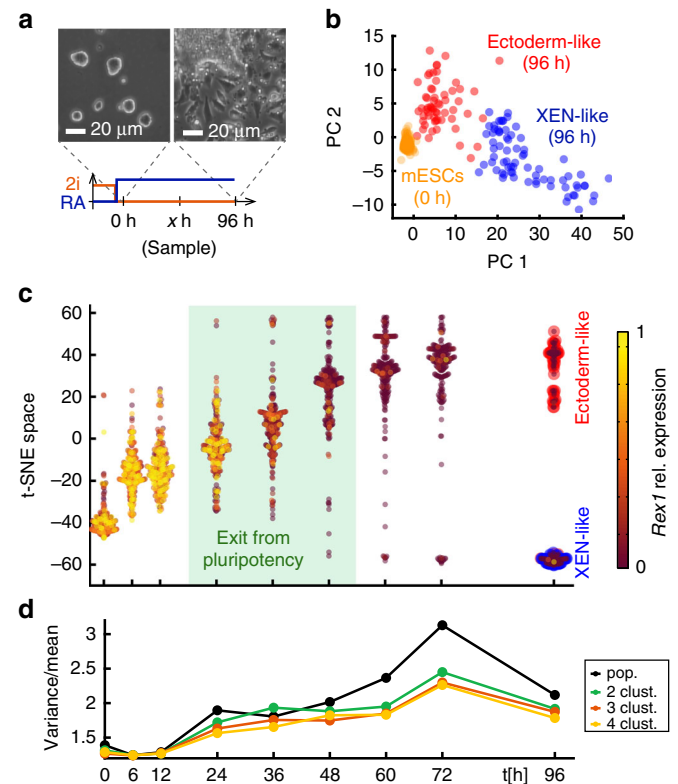 a
20 μm
20 μm
2i
RA
0 h
x h
96 h
(Sample)
b
15
10
5
0
−5
−10
PC 2
0
10
20
30
40
50
PC 1
Ectoderm-like
(96 h)
XEN-like
(96 h)
mESCs
(0 h)
c
60
40
20
0
−20
−40
−60
t-SNE space
Exit from
pluripotency
Ectoderm-like
XEN-like
1
0
Rex1 rel. expression
d
3
2.5
2
1.5
Variance/mean
0
6
12
24
36
48
60
72
t[h]
96
pop.
2 clust.
3 clust.
4 clust.